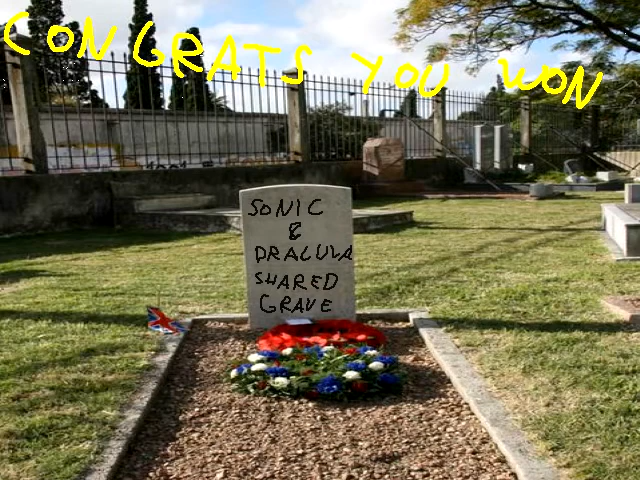 CONGRATS YOU WON
SONIC
&
DRACULA
SHARED
GRAVE